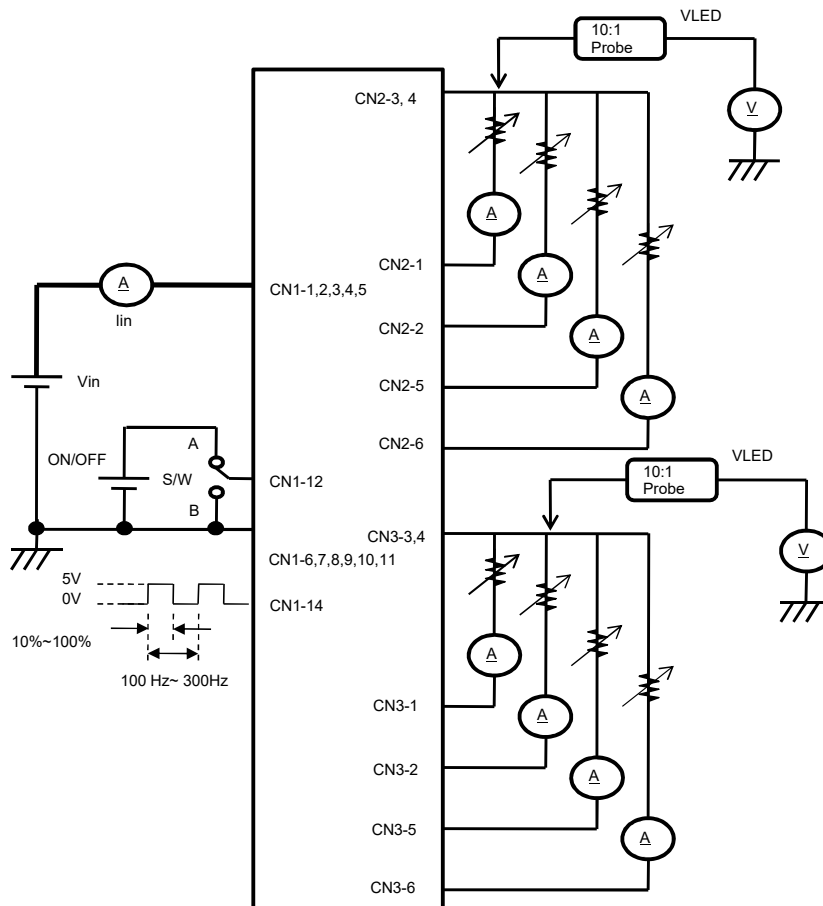 VLED
10:1
Probe
V
CN2-3, 4
A
A
A
A
CN2-1
CN2-2
CN2-5
CN2-6
A
Iin
CN1-1,2,3,4,5
Vin
ON/OFF
A
S/W
B
CN1-12
VLED
10:1
Probe
V
CN3-3,4
CN1-6,7,8,9,10,11
5V
0V
CN1-14
10%~100%
100 Hz~ 300Hz
A
A
A
A
CN3-1
CN3-2
CN3-5
CN3-6